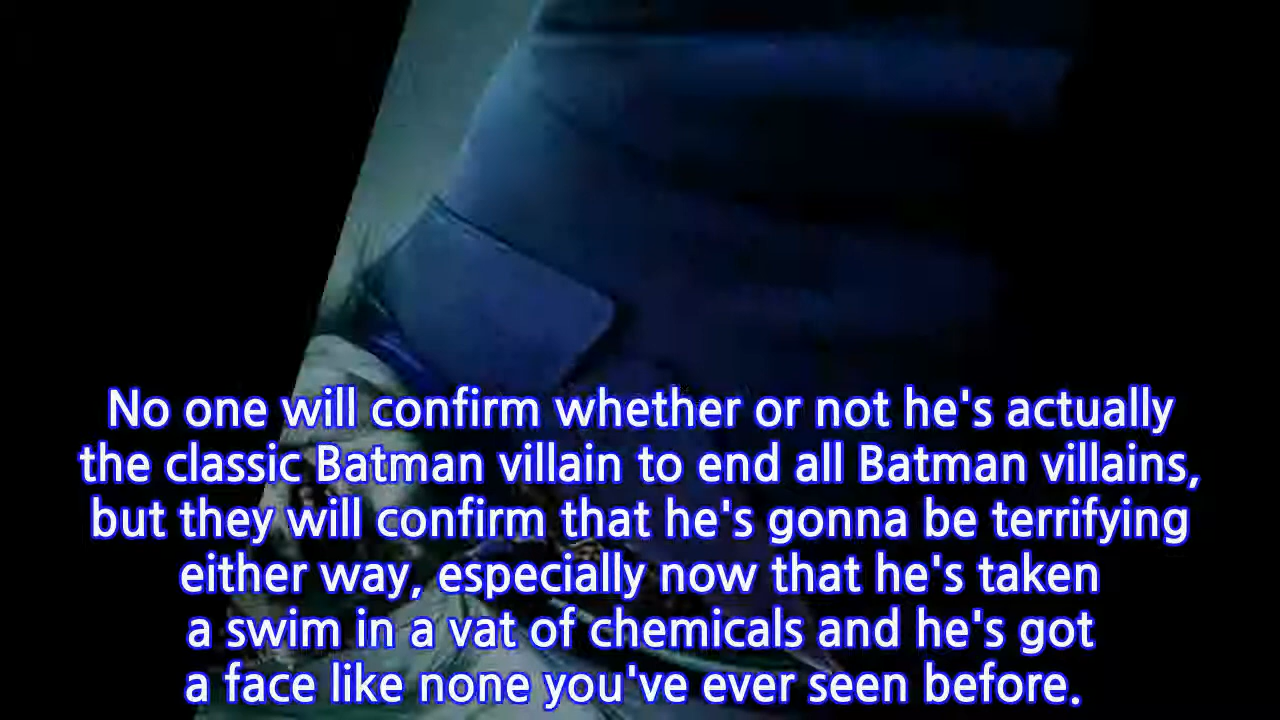 No one will confirm whether or not he's actually
the classic Batman villain to end all Batman villains,
but they will confirm that he's gonna be terrifying
either way, especially now that he's taken
a swim in a vat of chemicals and he's got
a face like none you've ever seen before.